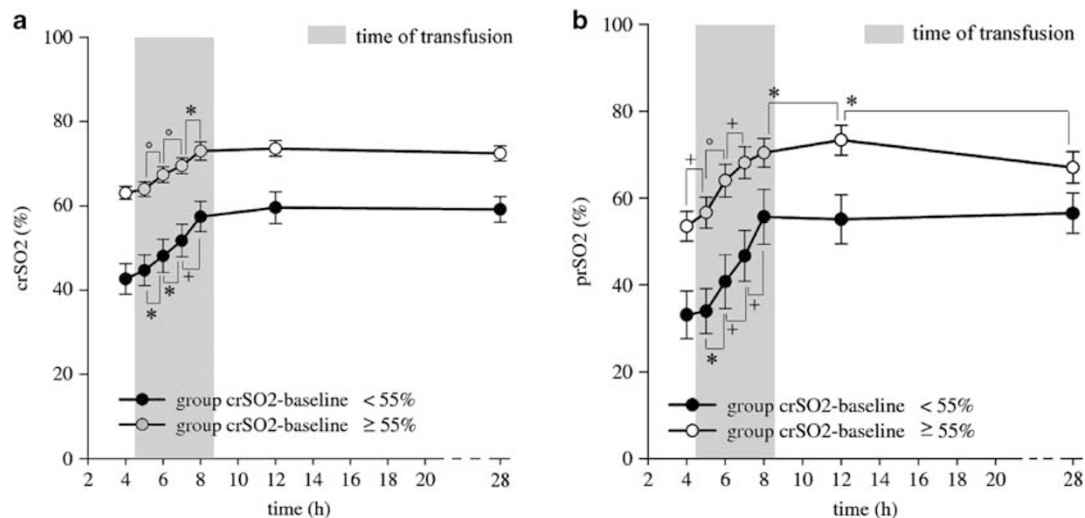 a
time of transfusion
100
80
60
40
20
0
crSO2 (%)
*
°
°
*
*
+
group crSO2-baseline < 55%
group crSO2-baseline ≥ 55%
2 4 6 8 10 12 14 16 18 20 28
time (h)
b
time of transfusion
100
80
60
40
20
0
prSO2 (%)
*
*
+
°
+
+
+
*
group crSO2-baseline < 55%
group crSO2-baseline ≥ 55%
2 4 6 8 10 12 14 16 18 20 28
time (h)